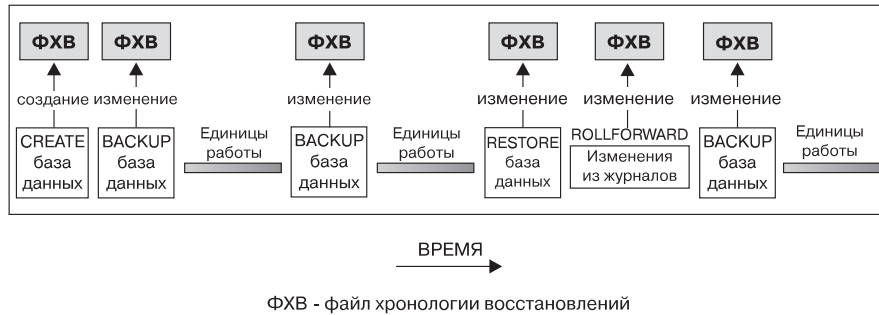 ФХВ ФХВ ФХВ ФХВ ФХВ ФХВ
создание изменение изменение изменение изменение изменение
CREATE
база
данных
BACKUP
база
данных
Единицы
работы
BACKUP
база
данных
Единицы
работы
RESTORE
база
данных
ROLLFORWARD
Изменения
из журналов
BACKUP
база
данных
Единицы
работы
ВРЕМЯ
ФХВ - файл хронологии восстановлений